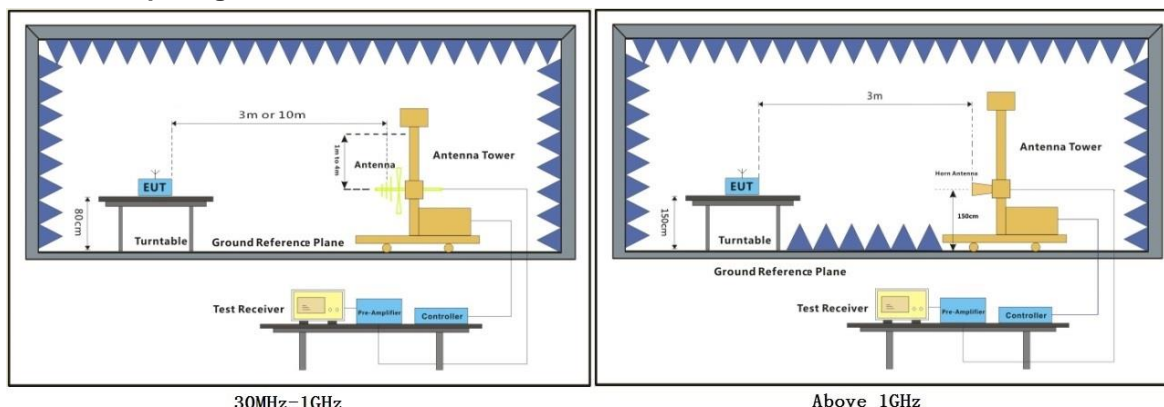 3m or 10m
1m to 4m
Antenna
Antenna Tower
EUT
80cm
Turntable
Ground Reference Plane
Test Receiver
Pre-Amplifier
Controller
30MHz-1GHz
3m
Antenna Tower
Horn Antenna
EUT
150cm
150cm
Turntable
Ground Reference Plane
Test Receiver
Pre-Amplifier
Controller
Above 1GHz